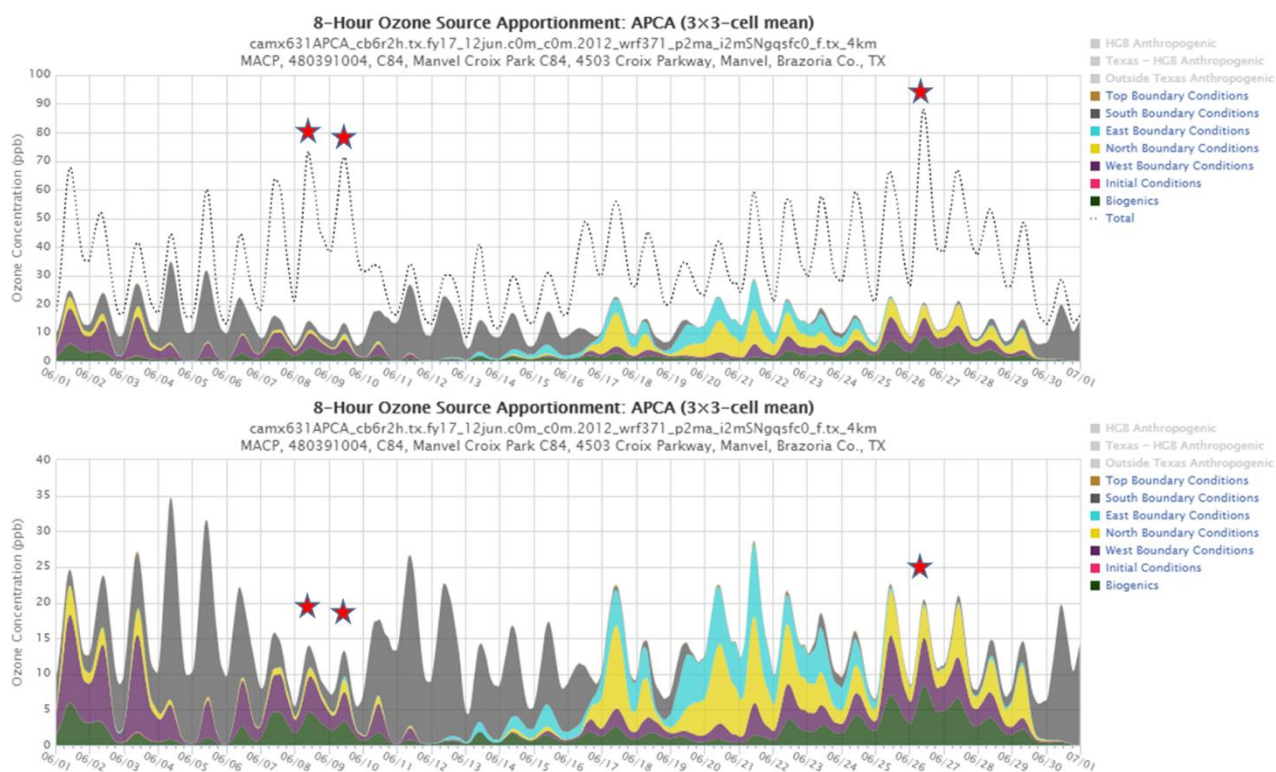 8-Hour Ozone Source Apportionment: APCA (3×3-cell mean)
camx631APCA_cb6r2h.tx.fy17_12jun.c0m_c0m.2012_wrf371_p2ma_i2mSNgqsfc0_f.tx_4km
MACP, 480391004, C84, Manvel Croix Park C84, 4503 Croix Parkway, Manvel, Brazoria Co., TX
Ozone Concentration (ppb)
100
90
80
70
60
50
40
30
20
10
0
06/01 06/02 06/03 06/04 06/05 06/06 06/07 06/08 06/09 06/10 06/11 06/12 06/13 06/14 06/15 06/16 06/17 06/18 06/19 06/20 06/21 06/22 06/23 06/24 06/25 06/26 06/27 06/28 06/29 06/30 07/01
HGB Anthropogenic
Texas - HGB Anthropogenic
Outside Texas Anthropogenic
Top Boundary Conditions
South Boundary Conditions
East Boundary Conditions
North Boundary Conditions
West Boundary Conditions
Initial Conditions
Biogenics
Total
8-Hour Ozone Source Apportionment: APCA (3×3-cell mean)
camx631APCA_cb6r2h.tx.fy17_12jun.c0m_c0m.2012_wrf371_p2ma_i2mSNgqsfc0_f.tx_4km
MACP, 480391004, C84, Manvel Croix Park C84, 4503 Croix Parkway, Manvel, Brazoria Co., TX
Ozone Concentration (ppb)
40
35
30
25
20
15
10
5
0
06/01 06/02 06/03 06/04 06/05 06/06 06/07 06/08 06/09 06/10 06/11 06/12 06/13 06/14 06/15 06/16 06/17 06/18 06/19 06/20 06/21 06/22 06/23 06/24 06/25 06/26 06/27 06/28 06/29 06/30 07/01
HGB Anthropogenic
Texas - HGB Anthropogenic
Outside Texas Anthropogenic
Top Boundary Conditions
South Boundary Conditions
East Boundary Conditions
North Boundary Conditions
West Boundary Conditions
Initial Conditions
Biogenics